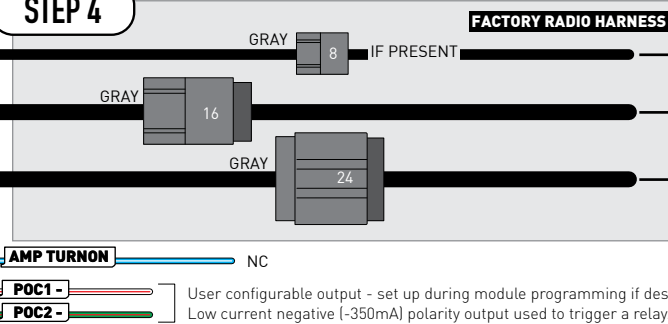 STEP 4
FACTORY RADIO HARNESS
GRAY
8
IF PRESENT
GRAY
16
GRAY
24
AMP TURNON
NC
POC1 -
POC2 -
User configurable output - set up during module programming if des
Low current negative (-350mA) polarity output used to trigger a relay